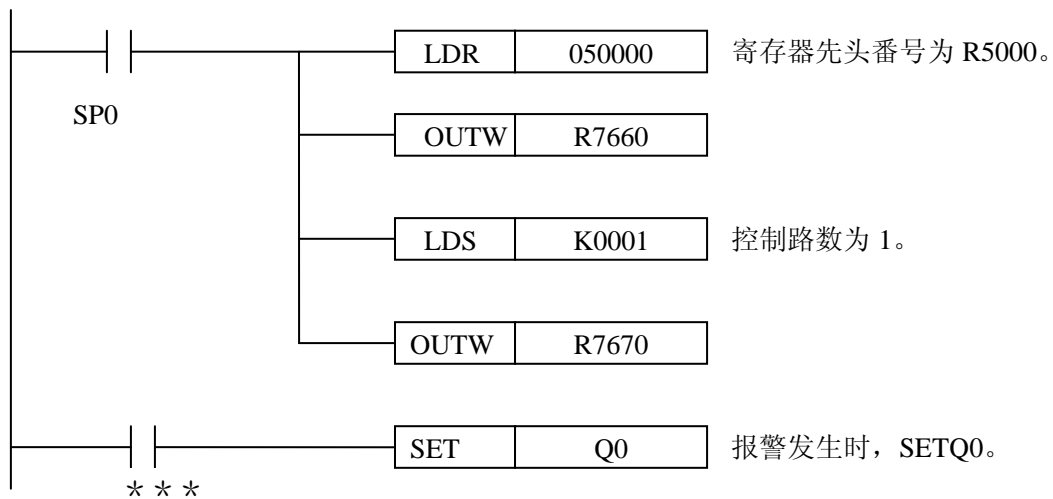 LDR 050000 寄存器先头番号为 R5000。
SP0
OUTW R7660
LDS K0001 控制路数为 1。
OUTW R7670
SET Q0 报警发生时，SETQ0。
＊＊＊